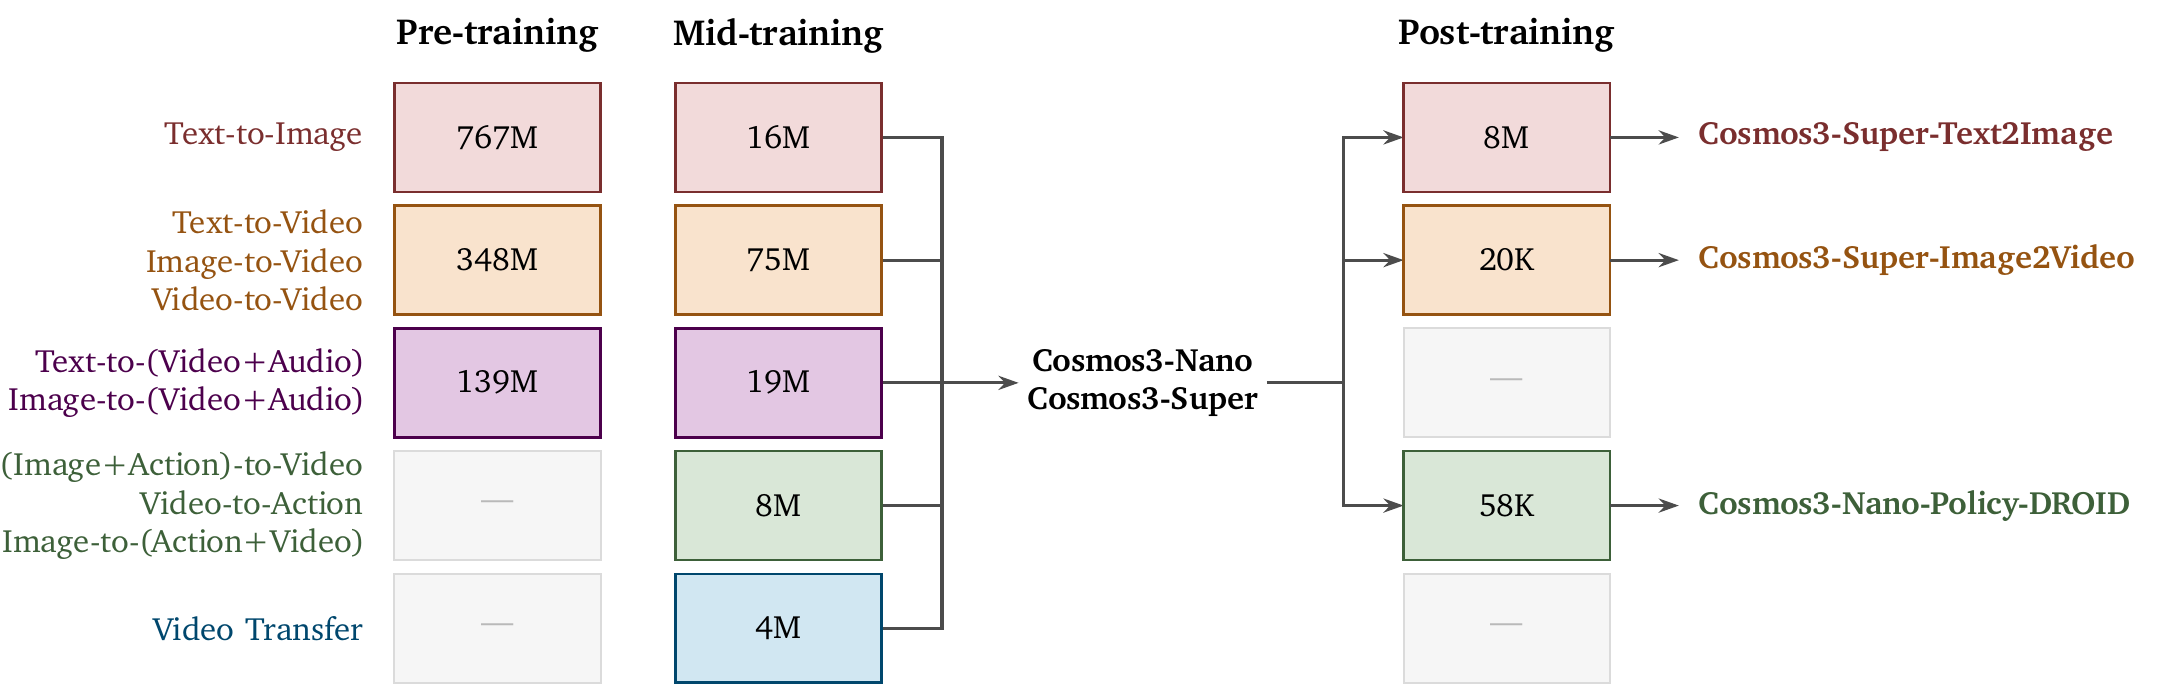 Pre-training Mid-training Post-training
Text-to-Image 767M 16M 8M Cosmos3-Super-Text2Image
Text-to-Video
Image-to-Video 348M 75M 20K Cosmos3-Super-Image2Video
Video-to-Video
Text-to-(Video+Audio)
Image-to-(Video+Audio)
139M 19M
Cosmos3-Nano
Cosmos3-Super
—
(Image+Action)-to-Video
Video-to-Action
Image-to-(Action+Video)
— 8M 58K Cosmos3-Nano-Policy-DROID
Video Transfer — 4M —